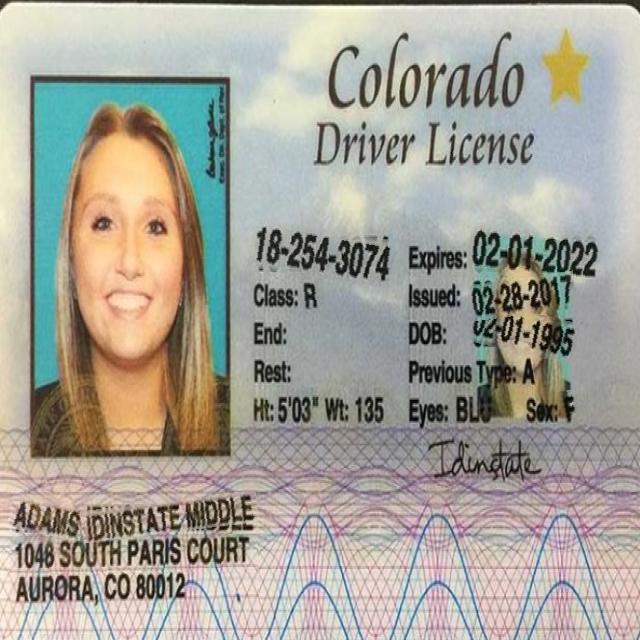 Colorado
Driver License
18-254-3074
Expires: 02-01-2022
Class: R
Issued: 02-28-2017
End:
DOB: 02-01-1995
Rest:
Previous Type: A
Ht: 5'03" Wt: 135
Eyes: BLU Sex: F
Idinstate
ADAMS IDINSTATE MIDDLE
1048 SOUTH PARIS COURT
AURORA, CO 80012